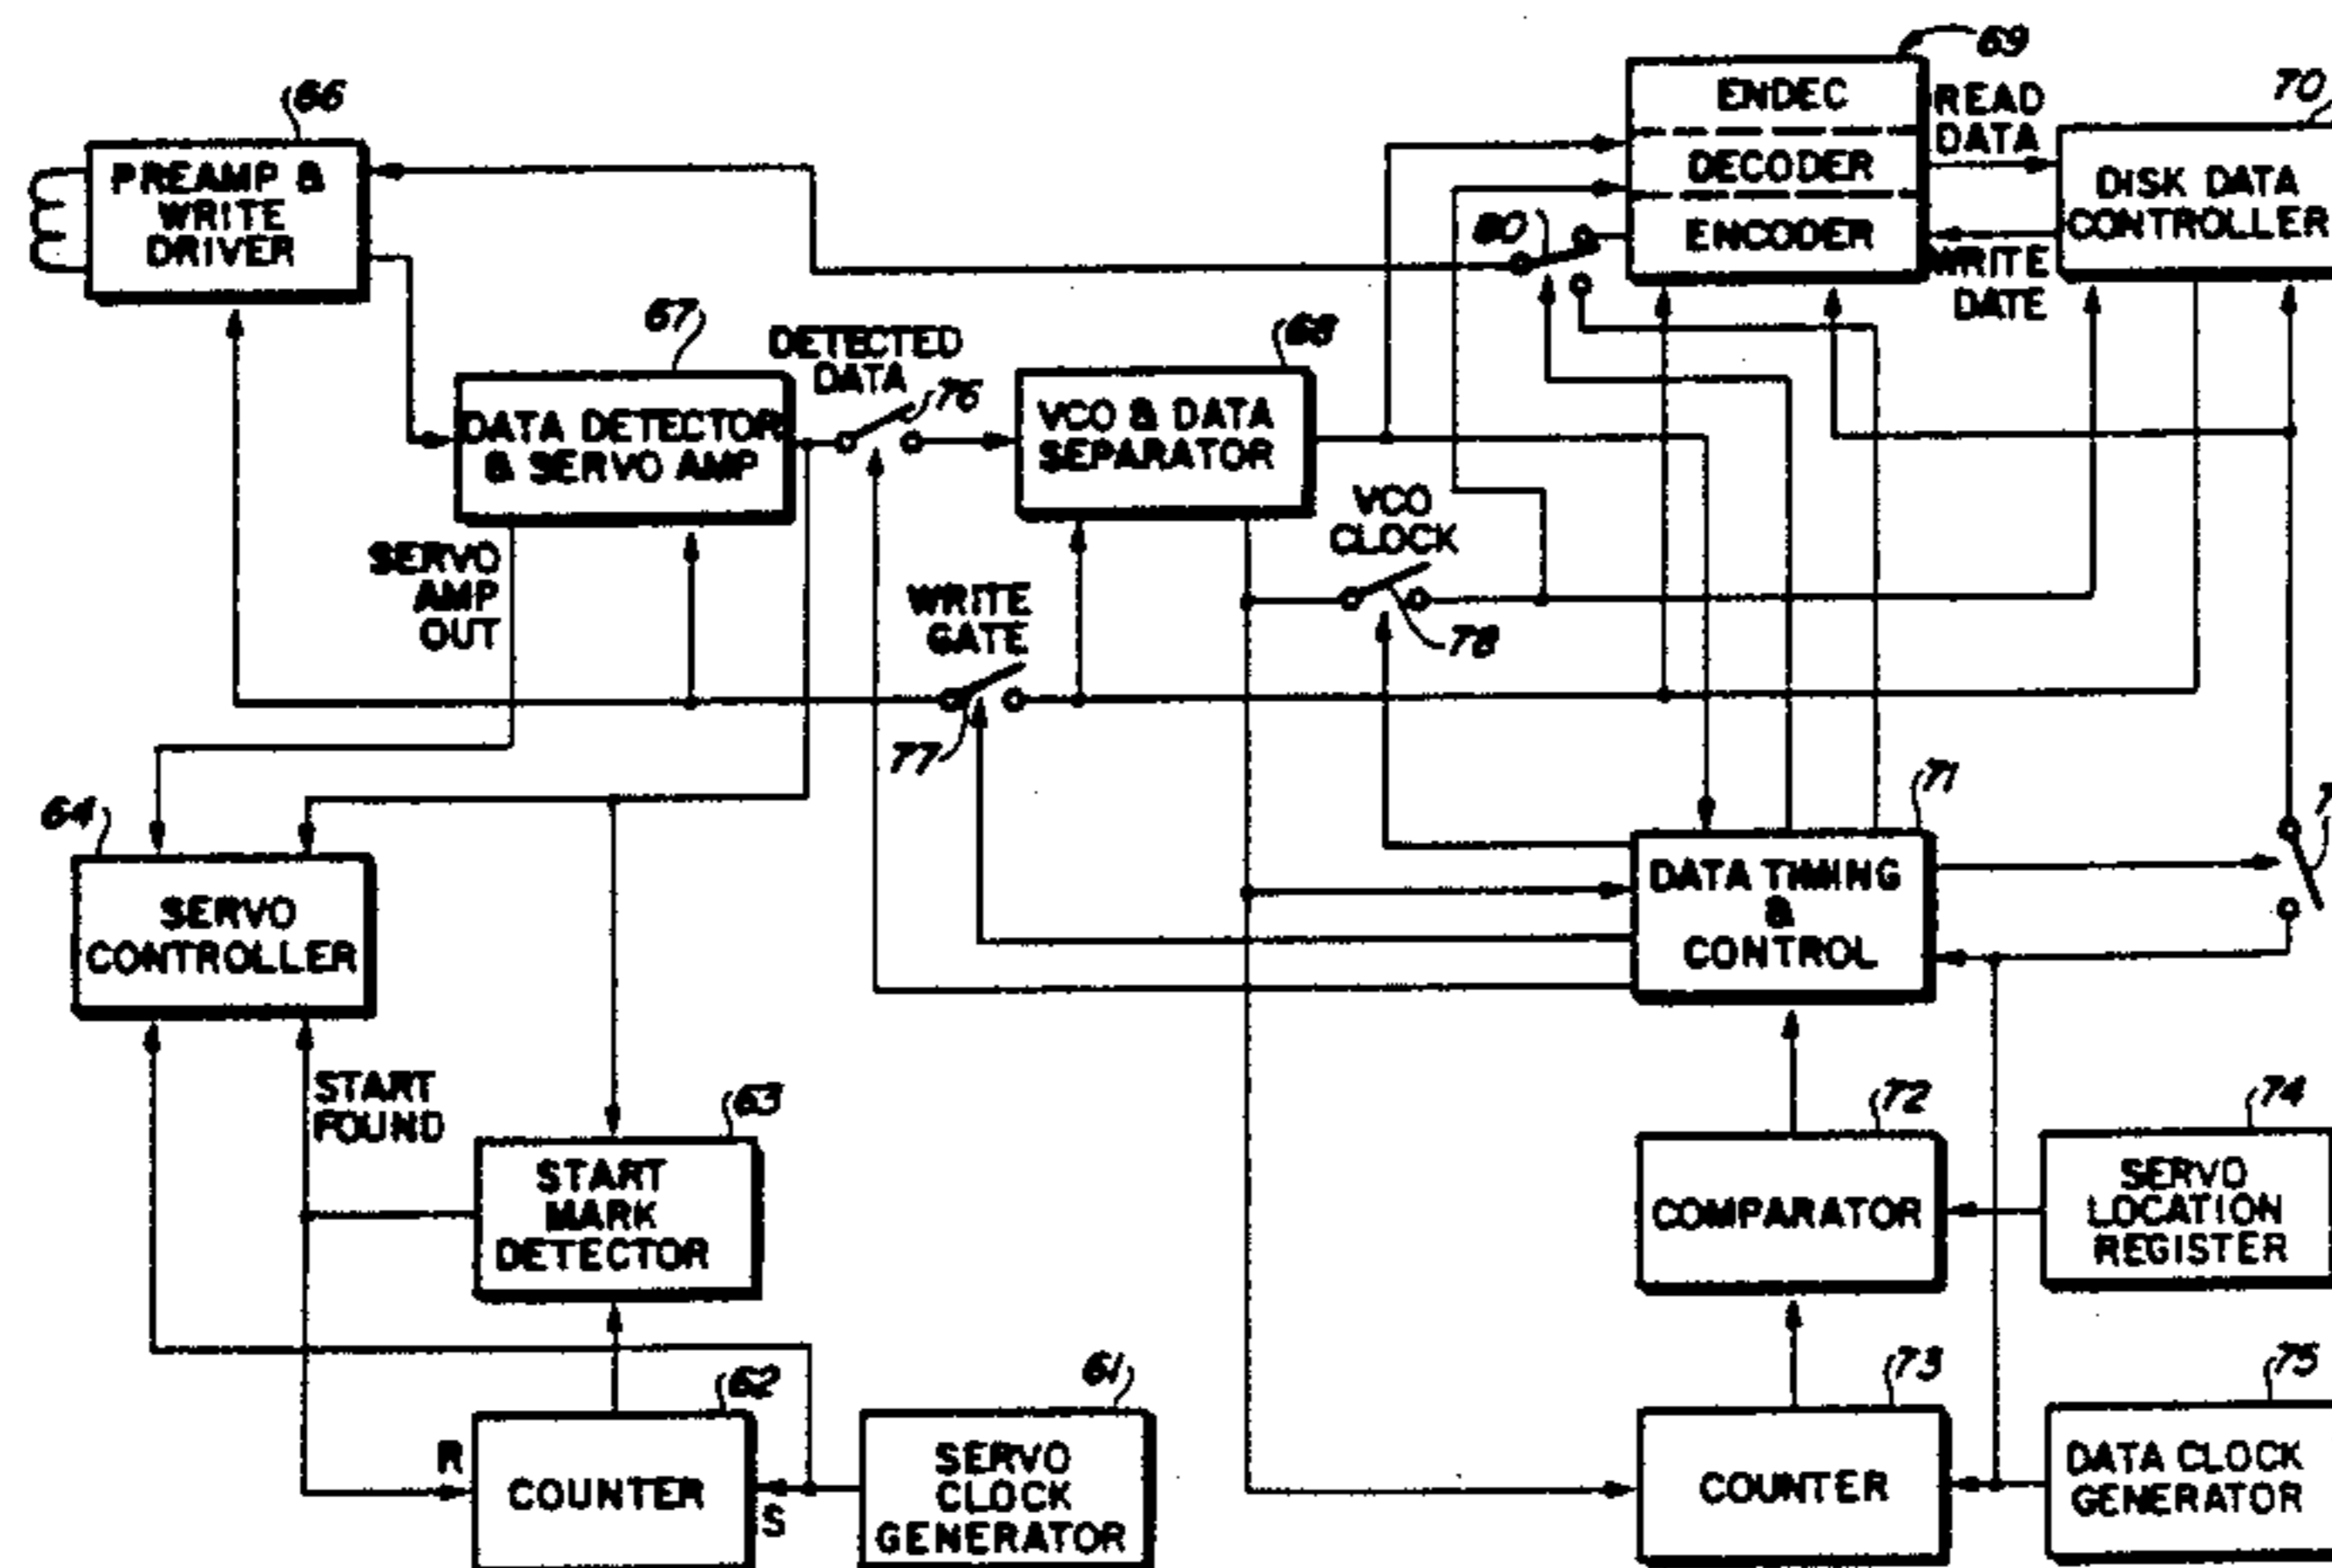 69
66
ENDEC
READ
DATA
70
PREAMP &
WRITE
DRIVER
DECODER
ENCODER
DISK DATA
CONTROLLER
80
WRITE
DATE
67
DETECTED
DATA
76
68
DATA DETECTOR
& SERVO AMP
VCO & DATA
SEPARATOR
SERVO
AMP
OUT
VCO
CLOCK
78
WRITE
GATE
77
64
71
SERVO
CONTROLLER
DATA TIMING
&
CONTROL
START
FOUND
63
72
74
START
MARK
DETECTOR
COMPARATOR
SERVO
LOCATION
REGISTER
62
61
73
75
R
COUNTER
S
SERVO
CLOCK
GENERATOR
COUNTER
DATA CLOCK
GENERATOR